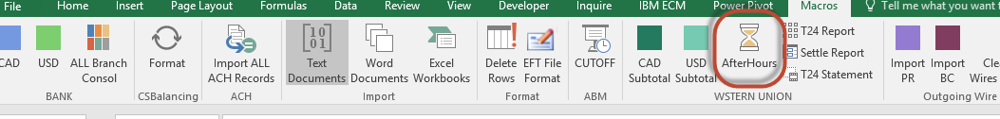 File Home Insert Page Layout Formulas Data Review View Developer Inquire IBM ECM Power Pivot Macros Tell me what you want
CAD USD ALL Branch Consol Format Import ALL ACH Records Text Documents Word Documents Excel Workbooks Delete Rows EFT File Format CUTOFF CAD Subtotal USD Subtotal AfterHours
T24 Report
Settle Report
T24 Statement
Import PR Import BC Wires
BANK CSBalancing ACH Import Format ABM WSTERN UNION Outgoing Wire